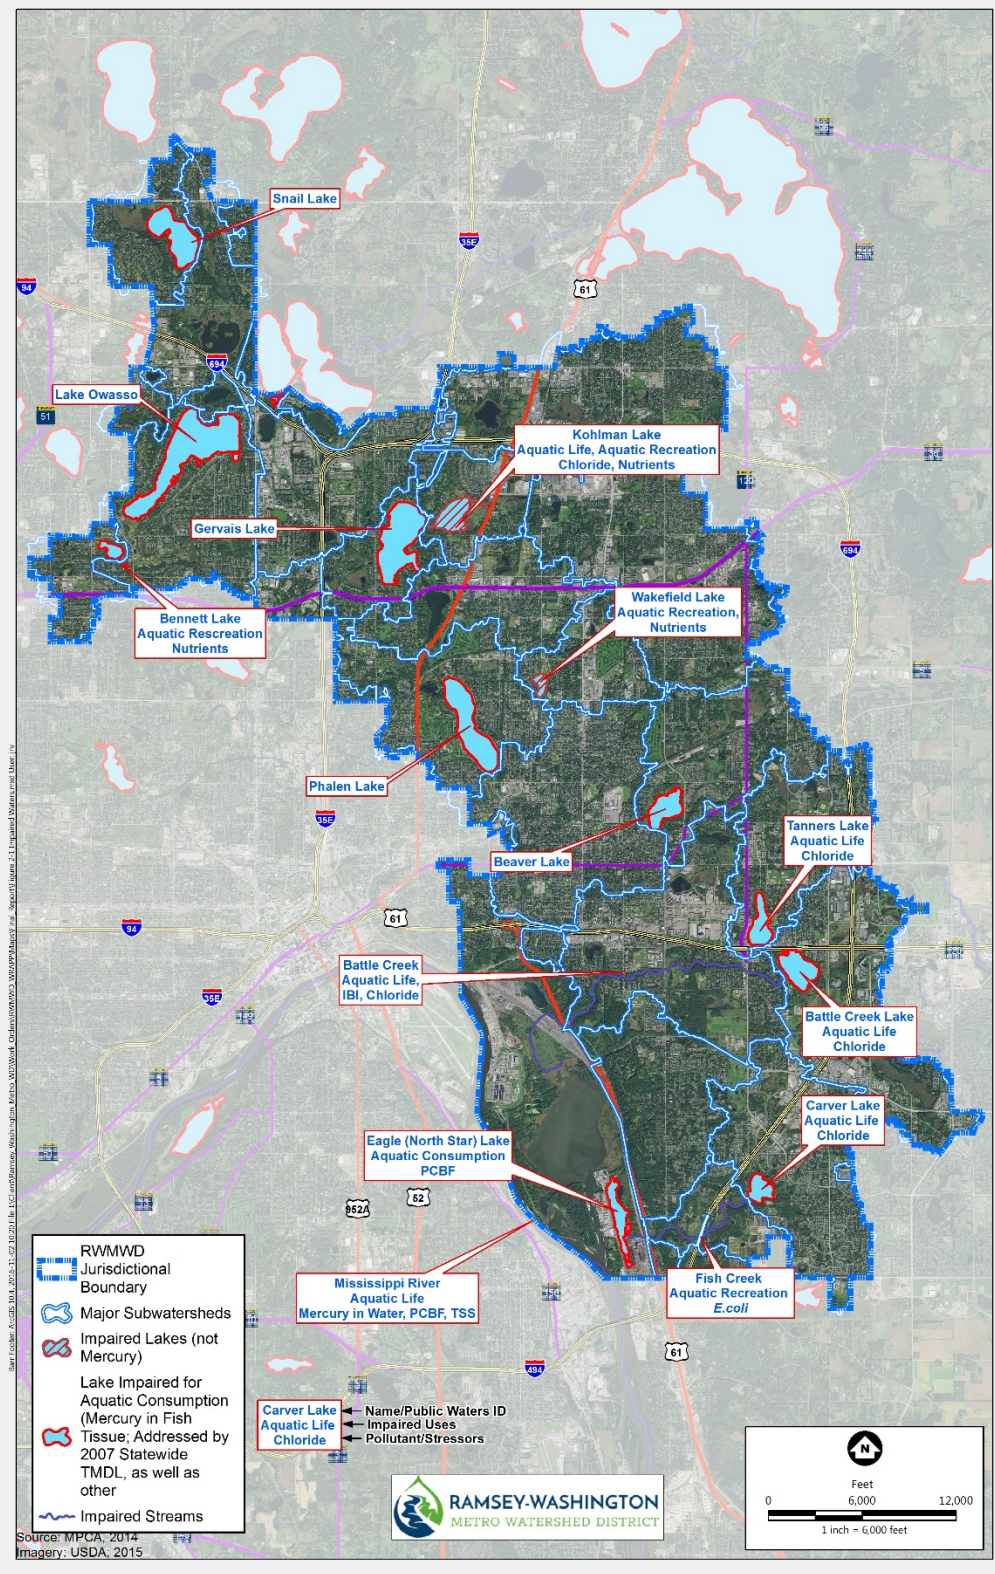 Snail Lake
35E
61
94
694
Lake Owasso
51
Kohlman Lake
Aquatic Life, Aquatic Recreation
Chloride, Nutrients
120
Gervais Lake
694
Wakefield Lake
Aquatic Recreation,
Nutrients
Bennett Lake
Aquatic Rescreation
Nutrients
Phalen Lake
35E
Tanners Lake
Aquatic Life
Chloride
Beaver Lake
61
94
Battle Creek
Aquatic Life,
IBI, Chloride
35E
Battle Creek Lake
Aquatic Life
Chloride
Carver Lake
Aquatic Life
Chloride
Eagle (North Star) Lake
Aquatic Consumption
PCBF
52
952A
Mississippi River
Aquatic Life
Mercury in Water, PCBF, TSS
Fish Creek
Aquatic Recreation
E.coli
61
494
RWMWD
Jurisdictional
Boundary
Major Subwatersheds
Impaired Lakes (not
Mercury)
Lake Impaired for
Aquatic Consumption
(Mercury in Fish
Tissue; Addressed by
2007 Statewide
TMDL, as well as
other
Impaired Streams
Carver Lake
Aquatic Life
Chloride
Name/Public Waters ID
Impaired Uses
Pollutant/Stressors
RAMSEY-WASHINGTON
METRO WATERSHED DISTRICT
N
Feet
0 6,000 12,000
1 inch = 6,000 feet
Source: MPCA, 2014
Imagery: USDA; 2015